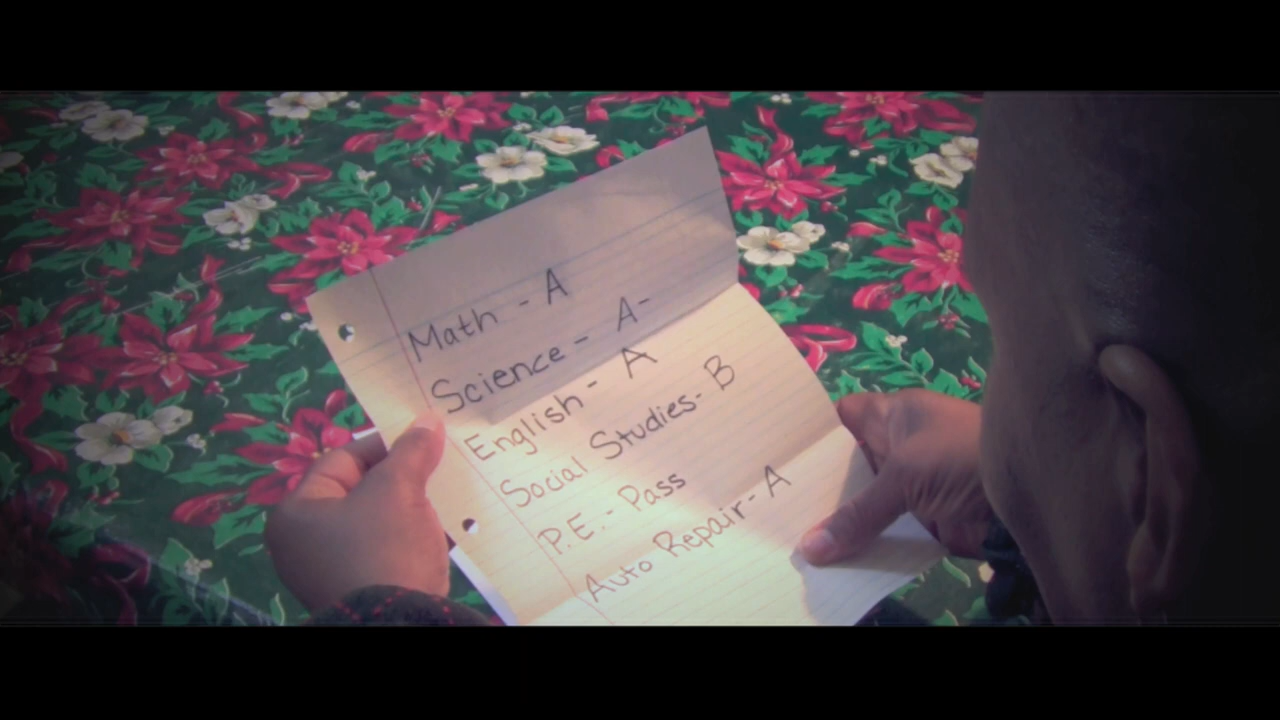 Math - A
Science - A-
English - A
Social Studies- B
P.E.- Pass
Auto Repair- A